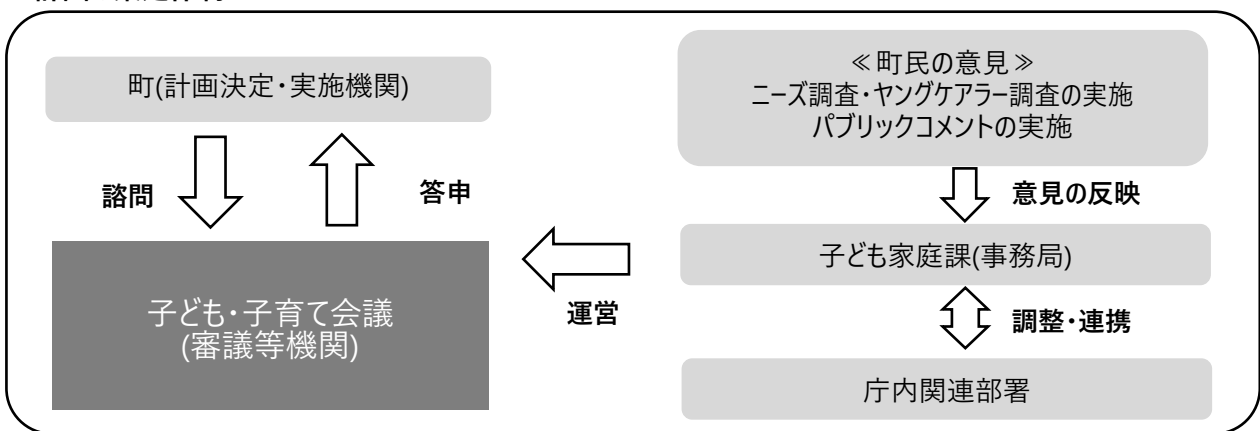 町(計画決定・実施機関)
諮問
答申
子ども・子育て会議
(審議等機関)
≪町民の意見≫
ニーズ調査・ヤングケアラー調査の実施
パブリックコメントの実施
意見の反映
子ども家庭課(事務局)
運営
調整・連携
庁内関連部署